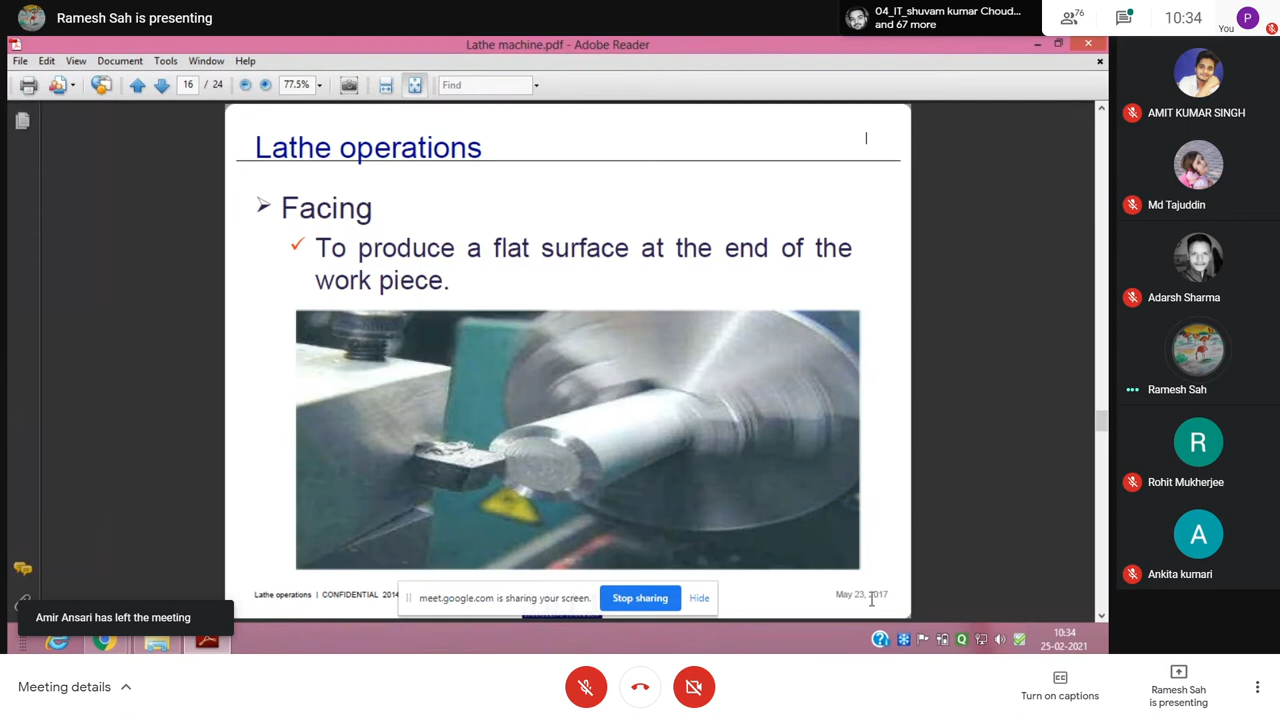 Ramesh Sah is presenting
04_IT_shuvam kumar Choud...
and 67 more
76
10:34
You
P
Lathe machine.pdf - Adobe Reader
File Edit View Document Tools Window Help
16 / 24 77.5% Find
Lathe operations
Facing
To produce a flat surface at the end of the
work piece.
Lathe operations | CONFIDENTIAL 2014
May 23, 2017
meet.google.com is sharing your screen. Stop sharing Hide
Amir Ansari has left the meeting
10:34
25-02-2021
AMIT KUMAR SINGH
Md Tajuddin
Adarsh Sharma
Ramesh Sah
R
Rohit Mukherjee
A
Ankita kumari
Meeting details
Turn on captions
Ramesh Sah
is presenting